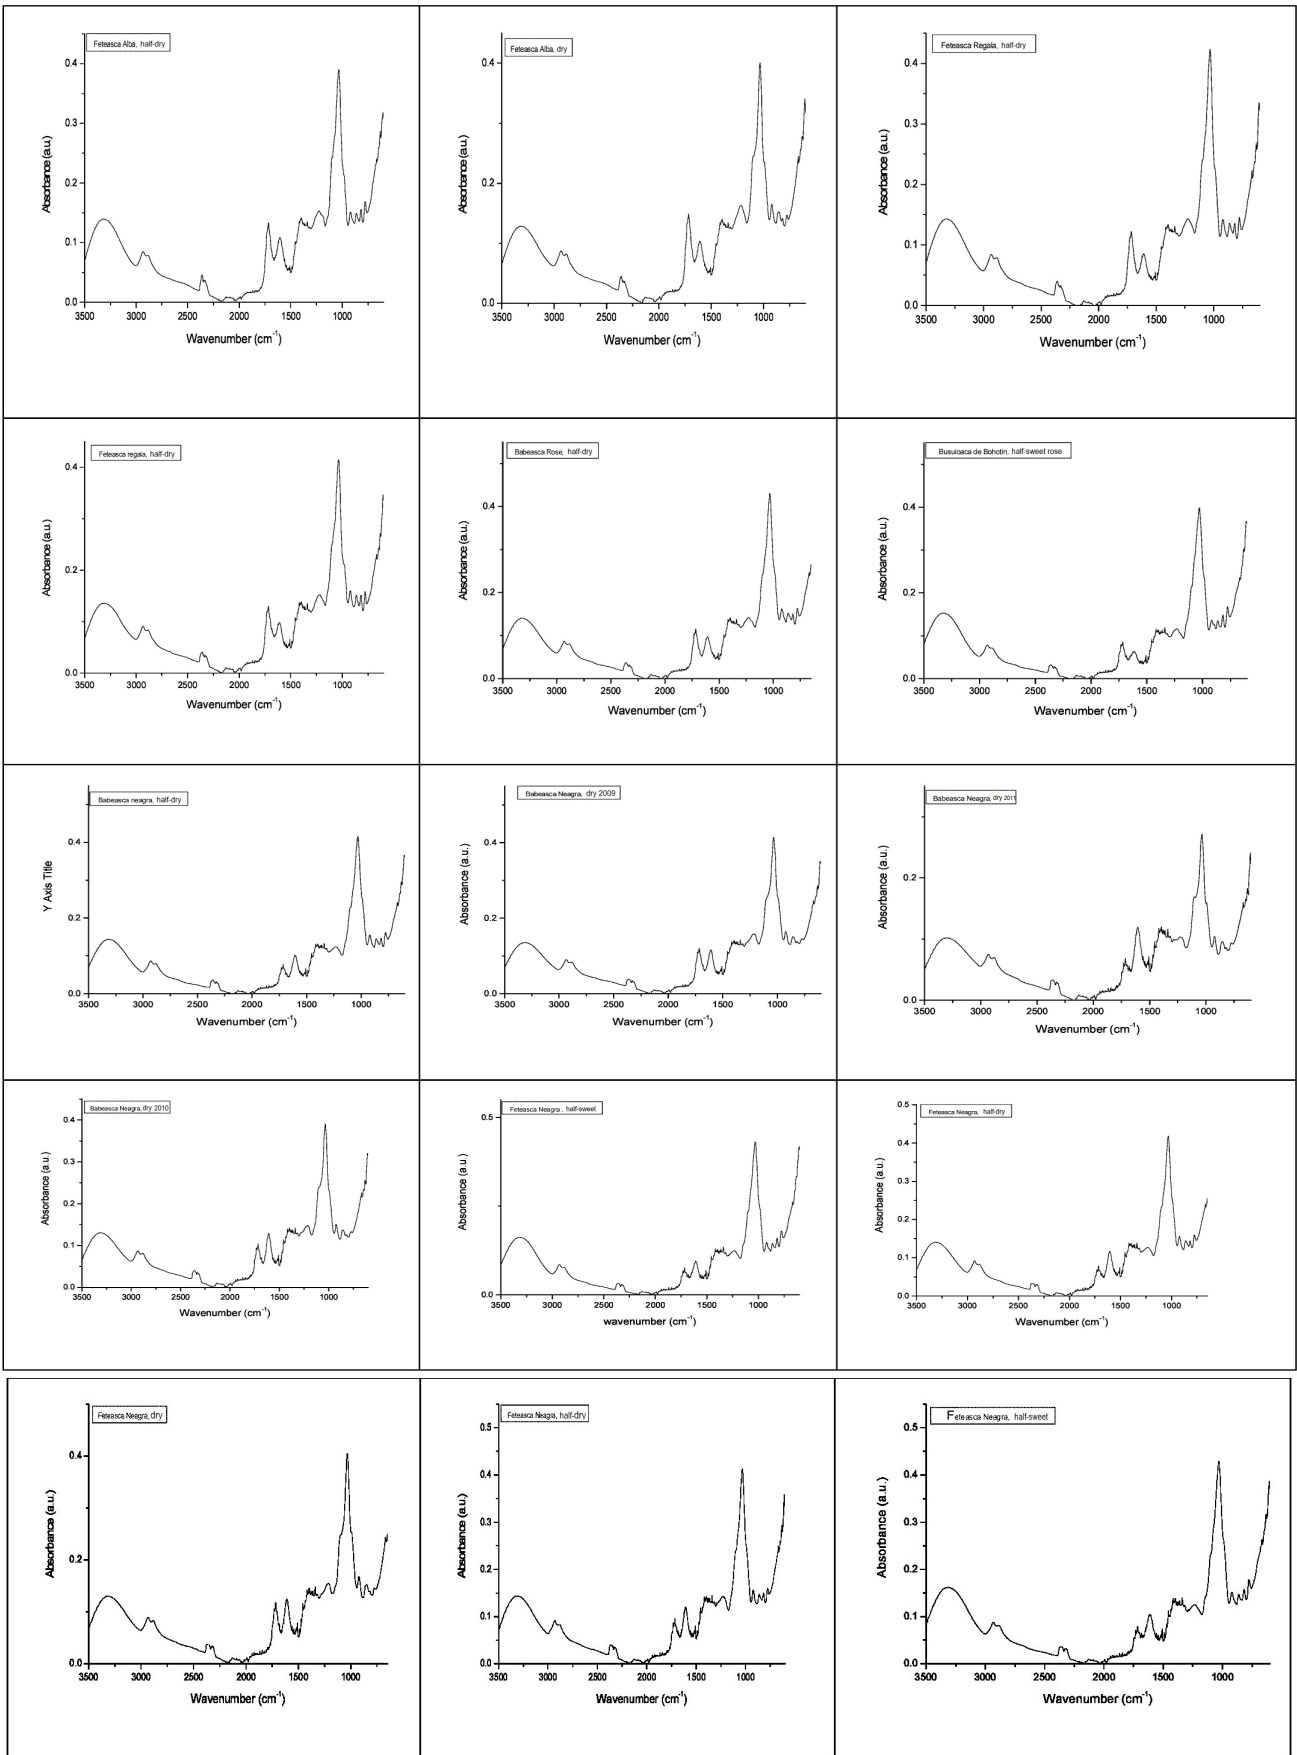 Feteasca Alba, half-dry
0.4
0.3
0.2
0.1
0.0
Absorbance (a.u.)
3500 3000 2500 2000 1500 1000
Wavenumber (cm-1)
Feteasca Alba, dry
0.4
0.2
0.0
Absorbance (a.u.)
3500 3000 2500 2000 1500 1000
Wavenumber (cm-1)
Feteasca Regala, half-dry
0.4
0.3
0.2
0.1
0.0
Absorbance (a.u.)
3500 3000 2500 2000 1500 1000
Wavenumber (cm-1)
Feteasca regala, half-dry
0.4
0.2
0.0
Absorbance (a.u.)
3500 3000 2500 2000 1500 1000
Wavenumber (cm-1)
Babeasca Rose, half-dry
0.4
0.2
0.0
Absorbance (a.u.)
3500 3000 2500 2000 1500 1000
Wavenumber (cm-1)
Busuioaca de Bohotin, half-sweet rose
0.4
0.2
0.0
Absorbance (a.u.)
3500 3000 2500 2000 1500 1000
Wavenumber (cm-1)
Babeasca neagra, half-dry
0.4
0.2
0.0
Y Axis Title
3500 3000 2500 2000 1500 1000
Wavenumber (cm-1)
Babeasca Neagra, dry 2009
0.4
0.2
0.0
Absorbance (a.u.)
3500 3000 2500 2000 1500 1000
Wavenumber (cm-1)
Babeasca Neagra, dry 2011
0.2
0.0
Absorbance (a.u.)
3500 3000 2500 2000 1500 1000
Wavenumber (cm-1)
Babeasca Neagra, dry 2010
0.4
0.3
0.2
0.1
0.0
Absorbance (a.u.)
3500 3000 2500 2000 1500 1000
Wavenumber (cm-1)
Feteasca Neagra , half-sweet
0.5
0.0
Absorbance (a.u.)
3500 3000 2500 2000 1500 1000
wavenumber (cm-1)
Feteasca Neagra, half-dry
0.5
0.4
0.3
0.2
0.1
0.0
Absorbance (a.u.)
3500 3000 2500 2000 1500 1000
Wavenumber (cm-1)
Feteasca Neagra, dry
0.4
0.2
0.0
Absorbance (a.u.)
3500 3000 2500 2000 1500 1000
Wavenumber (cm-1)
Feteasca Neagra, half-dry
0.5
0.4
0.3
0.2
0.1
0.0
Absorbance (a.u.)
3500 3000 2500 2000 1500 1000
Wavenumber (cm-1)
Feteasca Neagra, half-sweet
0.5
0.4
0.3
0.2
0.1
0.0
Absorbance (a.u.)
3500 3000 2500 2000 1500 1000
Wavenumber (cm-1)